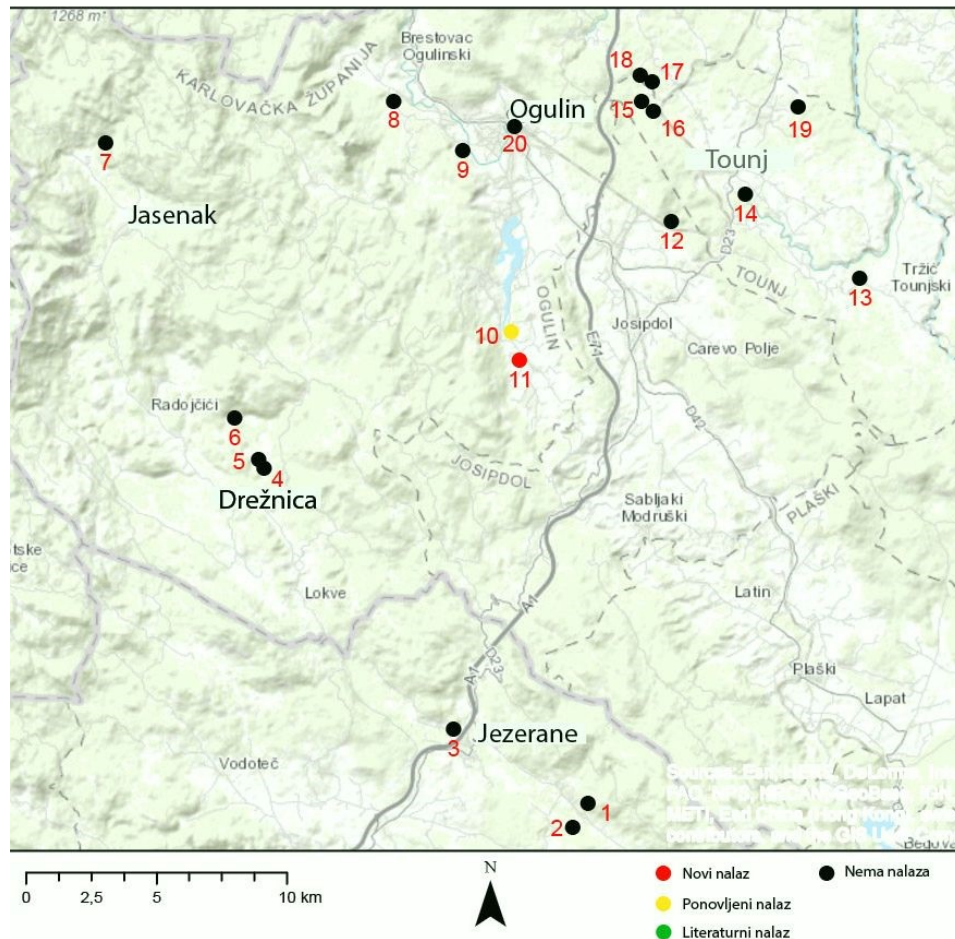 1268 m
Brestovac
Ogulinski
KARLOVAČKA ŽUPANIJA
18
17
8
Ogulin
15
16
19
20
7
9
Tounj
14
Jasenak
12
D23
TOUNJ
Tržić
Tounjski
13
OGULIN
10
Josipdol
E71
Carevo Polje
11
Radojčići
6
D42
5
4
JOSIPDOL
Drežnica
Sabljaki
Modruški
PLAŠKI
tske
ce
Lokve
Latin
A1
D23
Plaški
A1
Lapat
Jezerane
3
Vodoteč
1
2
0 2,5 5 10 km
N
Novi nalaz
Nema nalaza
Ponovljeni nalaz
Literaturni nalaz